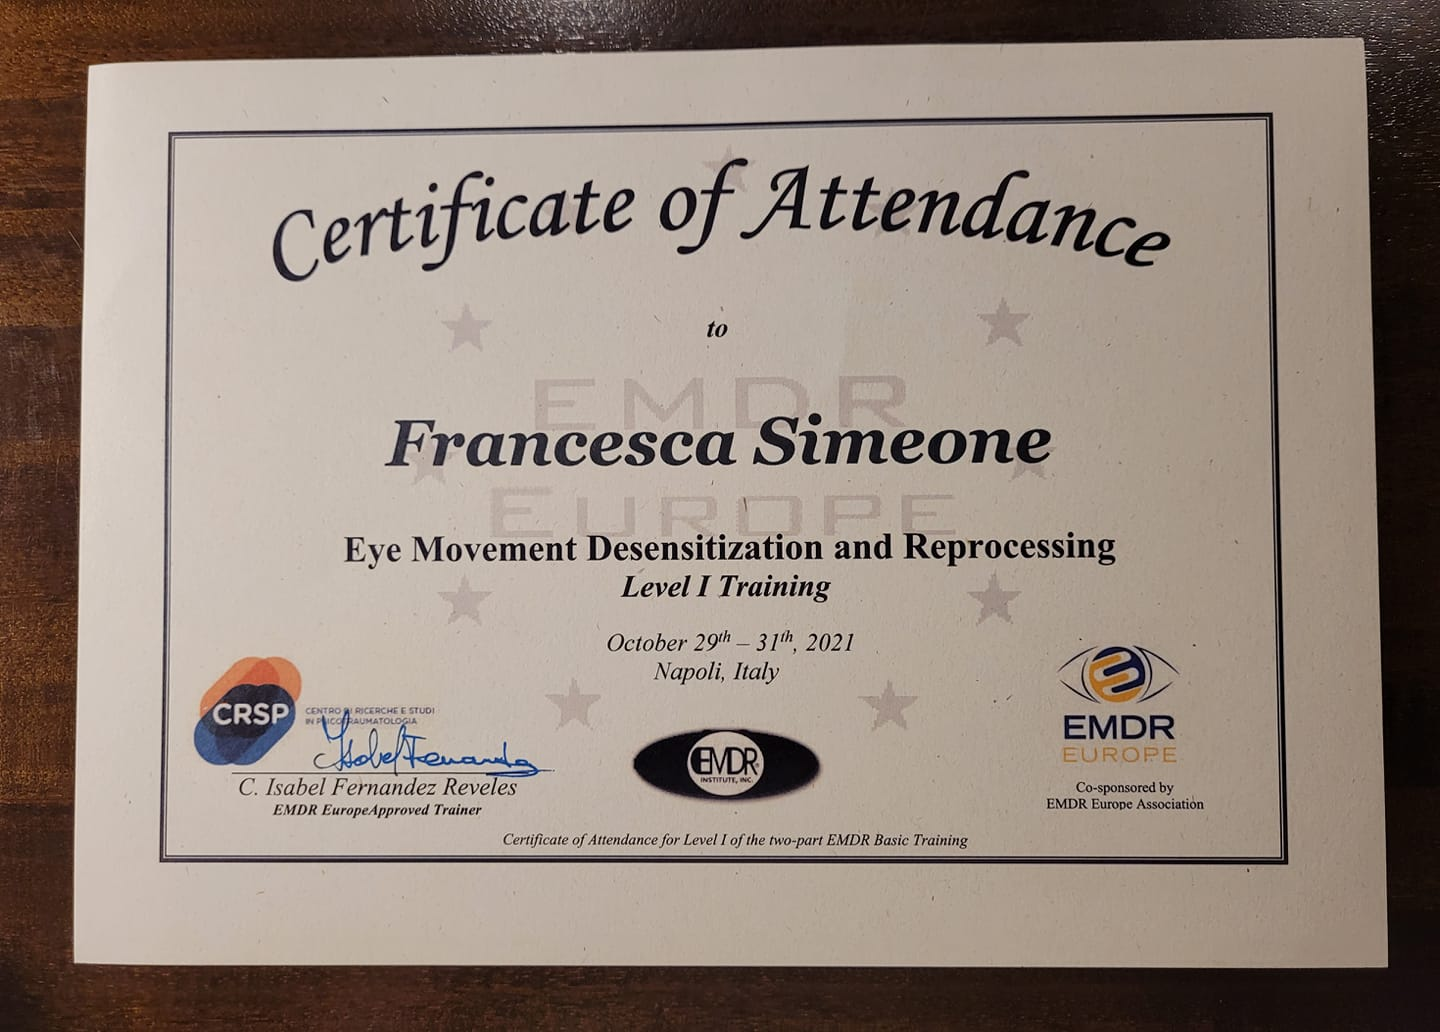 Certificate of Attendance
to
EMDR
Francesca Simeone
EUROPE
Eye Movement Desensitization and Reprocessing
Level I Training
October 29th – 31th, 2021
Napoli, Italy
CRSP
CENTRO DI RICERCHE E STUDI
IN PSICOTRAUMATOLOGIA
Isabel Fernandez
C. Isabel Fernandez Reveles
EMDR EuropeApproved Trainer
EMDR®
INSTITUTE, INC.
EMDR
EUROPE
Co-sponsored by
EMDR Europe Association
Certificate of Attendance for Level I of the two-part EMDR Basic Training